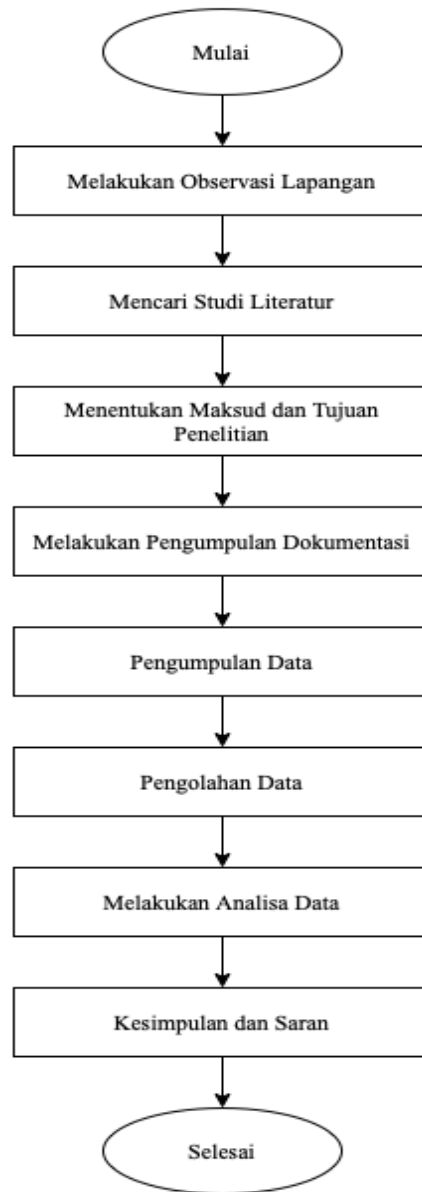 Mulai
Melakukan Observasi Lapangan
Mencari Studi Literatur
Menentukan Maksud dan Tujuan
Penelitian
Melakukan Pengumpulan Dokumentasi
Pengumpulan Data
Pengolahan Data
Melakukan Analisa Data
Kesimpulan dan Saran
Selesai